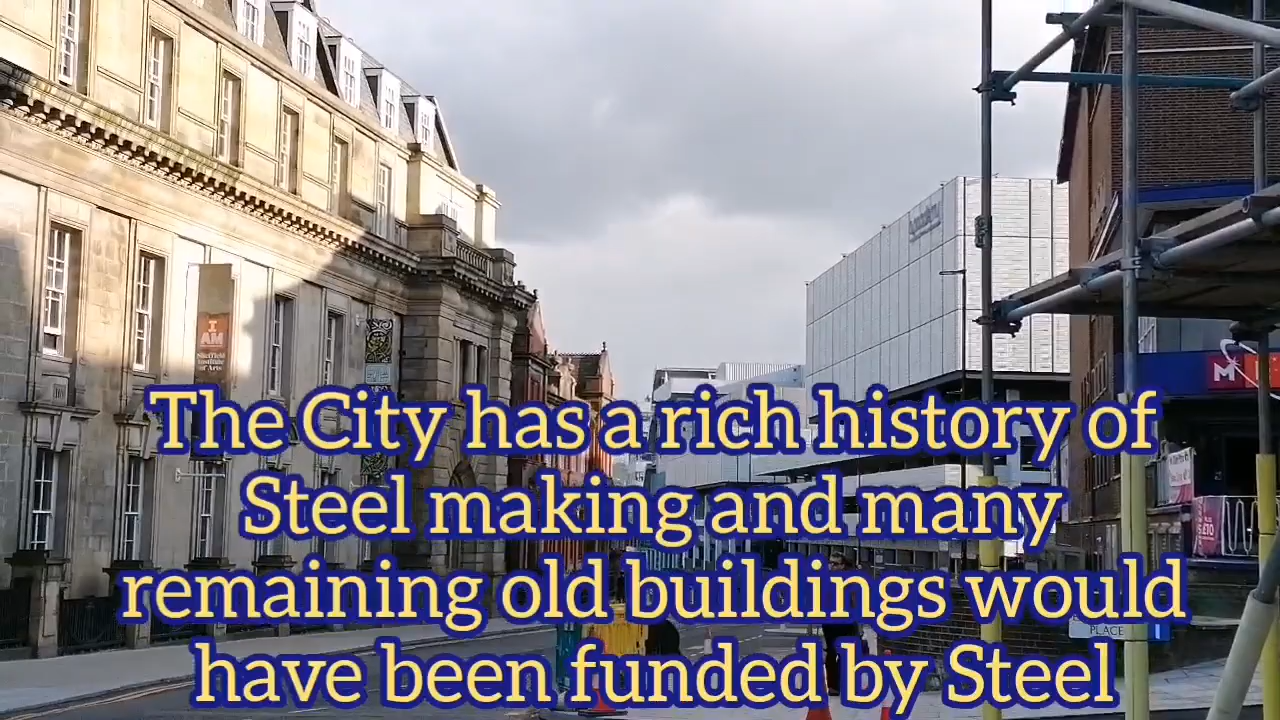 I
AM
Sheffield
Institute
of Arts
The City has a rich history of
Steel making and many
remaining old buildings would
have been funded by Steel
M
PLACE